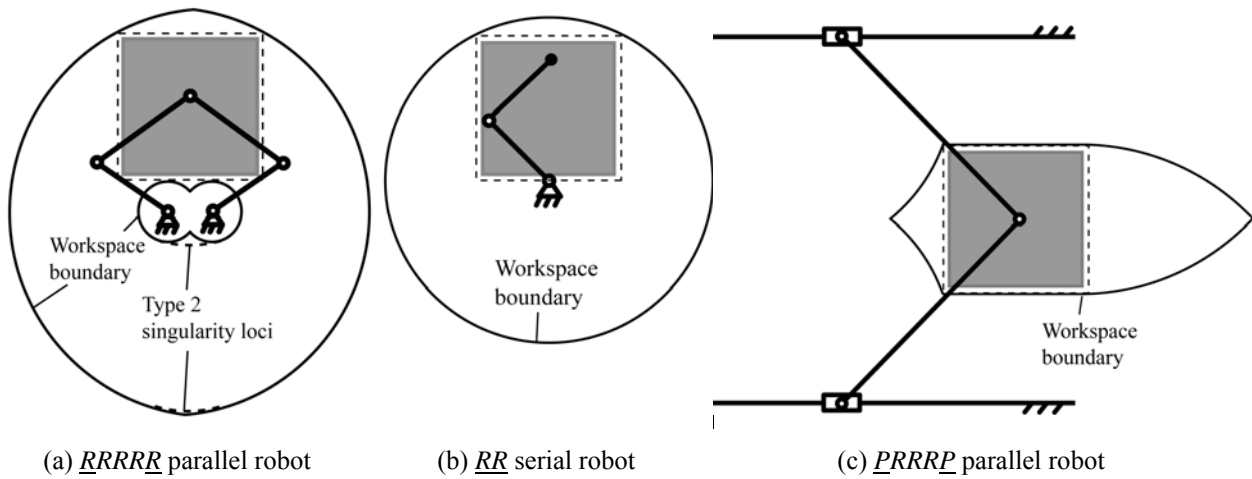 Workspace
boundary
Type 2
singularity loci
Workspace
boundary
Workspace
boundary
(a) RRRRR parallel robot
(b) RR serial robot
(c) PRRRP parallel robot